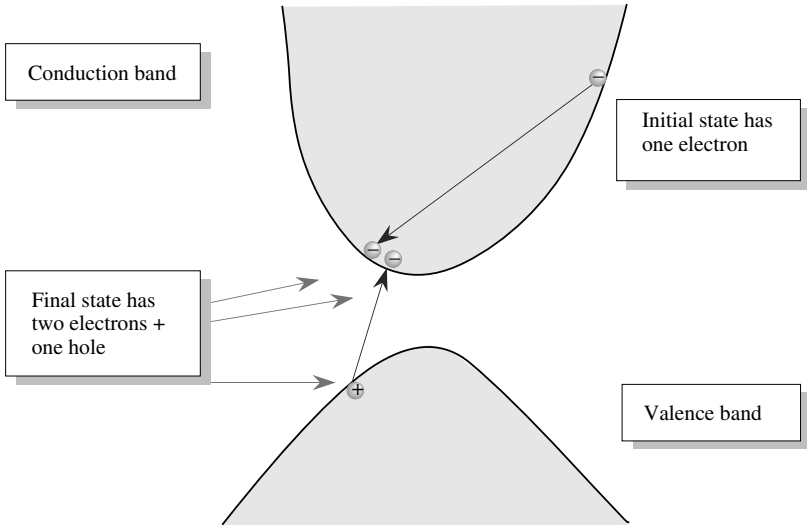 Conduction band
Initial state has
one electron
Final state has
two electrons +
one hole
Valence band
−
−
−
+